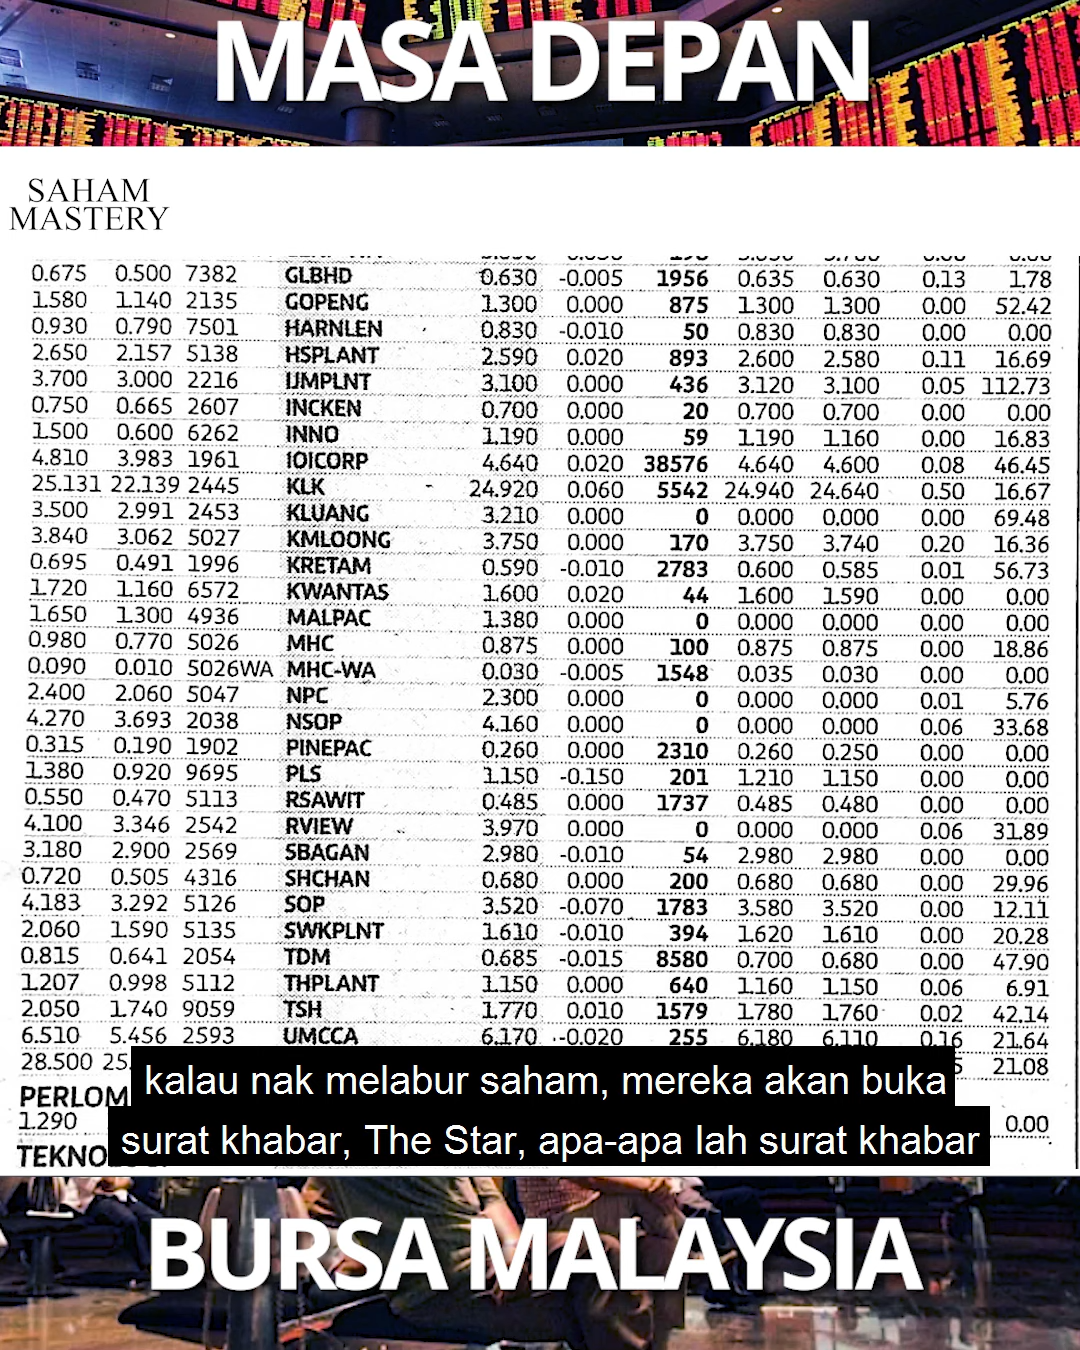 MASA DEPAN
SAHAM
MASTERY
0.675 0.500 7382 GLBHD 0.630 -0.005 1956 0.635 0.630 0.13 1.78
1.580 1.140 2135 GOPENG 1.300 0.000 875 1.300 1.300 0.00 52.42
0.930 0.790 7501 HARNLEN 0.830 -0.010 50 0.830 0.830 0.00 0.00
2.650 2.157 5138 HSPLANT 2.590 0.020 893 2.600 2.580 0.11 16.69
3.700 3.000 2216 IJMPLNT 3.100 0.000 436 3.120 3.100 0.05 112.73
0.750 0.665 2607 INCKEN 0.700 0.000 20 0.700 0.700 0.00 0.00
1.500 0.600 6262 INNO 1.190 0.000 59 1.190 1.160 0.00 16.83
4.810 3.983 1961 IOICORP 4.640 0.020 38576 4.640 4.600 0.08 46.45
25.131 22.139 2445 KLK 24.920 0.060 5542 24.940 24.640 0.50 16.67
3.500 2.991 2453 KLUANG 3.210 0.000 0 0.000 0.000 0.00 69.48
3.840 3.062 5027 KMLOONG 3.750 0.000 170 3.750 3.740 0.20 16.36
0.695 0.491 1996 KRETAM 0.590 -0.010 2783 0.600 0.585 0.01 56.73
1.720 1.160 6572 KWANTAS 1.600 0.020 44 1.600 1.590 0.00 0.00
1.650 1.300 4936 MALPAC 1.380 0.000 0 0.000 0.000 0.00 0.00
0.980 0.770 5026 MHC 0.875 0.000 100 0.875 0.875 0.00 18.86
0.090 0.010 5026WA MHC-WA 0.030 -0.005 1548 0.035 0.030 0.00 0.00
2.400 2.060 5047 NPC 2.300 0.000 0 0.000 0.000 0.01 5.76
4.270 3.693 2038 NSOP 4.160 0.000 0 0.000 0.000 0.06 33.68
0.315 0.190 1902 PINEPAC 0.260 0.000 2310 0.260 0.250 0.00 0.00
1.380 0.920 9695 PLS 1.150 -0.150 201 1.210 1.150 0.00 0.00
0.550 0.470 5113 RSAWIT 0.485 0.000 1737 0.485 0.480 0.00 0.00
4.100 3.346 2542 RVIEW 3.970 0.000 0 0.000 0.000 0.06 31.89
3.180 2.900 2569 SBAGAN 2.980 -0.010 54 2.980 2.980 0.00 0.00
0.720 0.505 4316 SHCHAN 0.680 0.000 200 0.680 0.680 0.00 29.96
4.183 3.292 5126 SOP 3.520 -0.070 1783 3.580 3.520 0.00 12.11
2.060 1.590 5135 SWKPLNT 1.610 -0.010 394 1.620 1.610 0.00 20.28
0.815 0.641 2054 TDM 0.685 -0.015 8580 0.700 0.680 0.00 47.90
1.207 0.998 5112 THPLANT 1.150 0.000 640 1.160 1.150 0.06 6.91
2.050 1.740 9059 TSH 1.770 0.010 1579 1.780 1.760 0.02 42.14
6.510 5.456 2593 UMCCA 6.170 -0.020 255 6.180 6.110 0.16 21.64
28.500 21.08
PERLOM
1.290 0.00
kalau nak melabur saham, mereka akan buka
surat khabar, The Star, apa-apa lah surat khabar
BURSA MALAYSIA